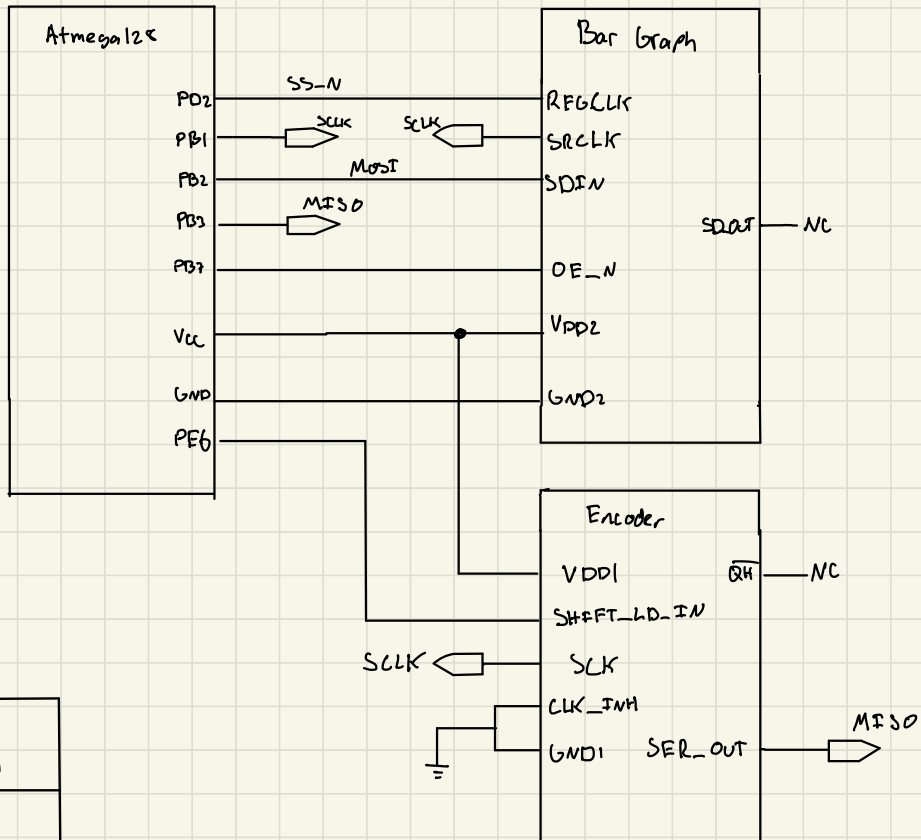 Atmega128
PD2
PB1
PB2
PB3
PB7
Vcc
GND
PE6
SS_N
SCLK
SCLK
MOSI
MISO
Bar Graph
REGCLK
SRCLK
SDIN
SDOUT
NC
OE_N
VDD2
GND2
Encoder
VDD1
QH
NC
SHIFT_LD_IN
SCLK
SCK
CLK_INH
GND1
SER_OUT
MISO